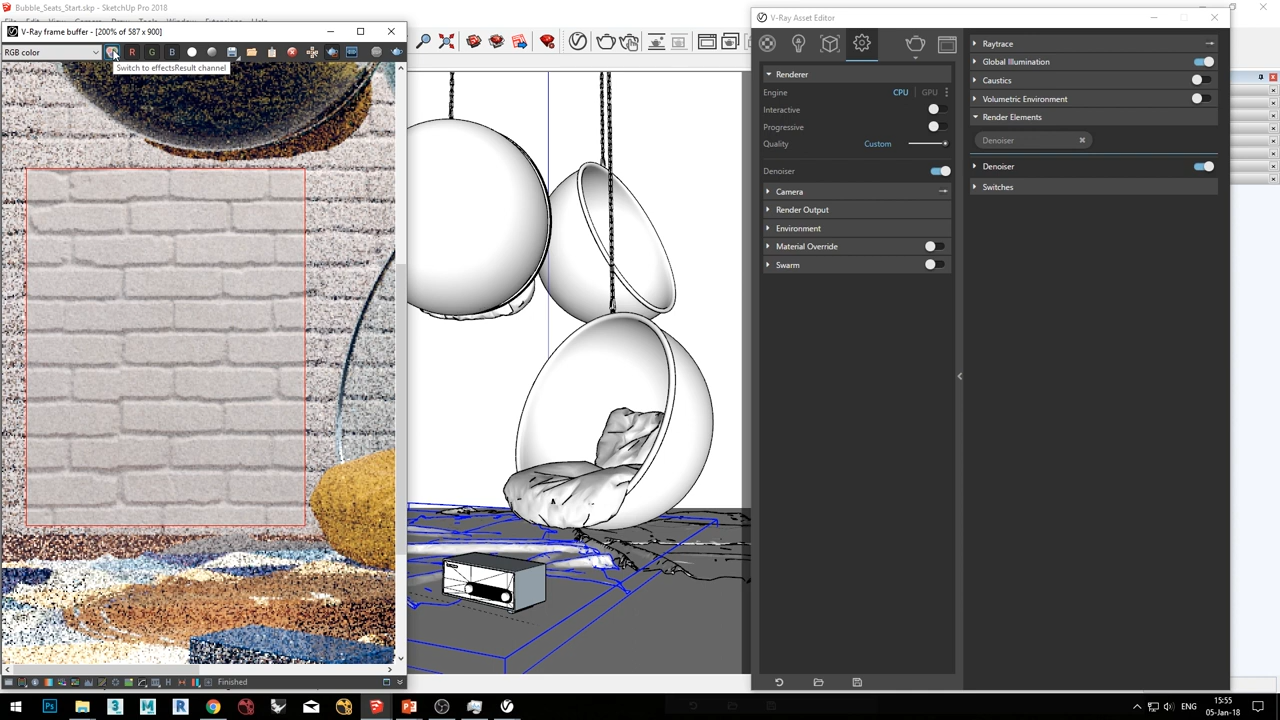 Bubble_Seats_Start.skp - SketchUp Pro 2018
V-Ray frame buffer - [200% of 587 x 900]
RGB color
R
G
B
Switch to effectsResult channel
Finished
V-Ray Asset Editor
Renderer
Engine
CPU
GPU
Interactive
Progressive
Quality
Custom
Denoiser
Camera
Render Output
Environment
Material Override
Swarm
Raytrace
Global Illumination
Caustics
Volumetric Environment
Render Elements
Denoiser
Denoiser
Switches
ENG
15:55
05-Jan-18